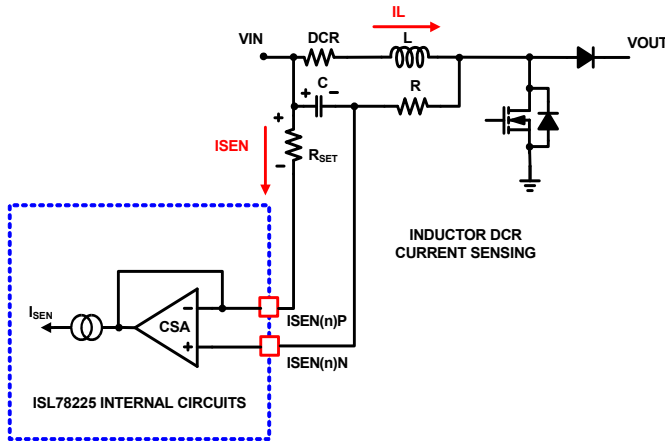 IL
VIN
DCR
L
VOUT
C
R
+
−
+
ISEN
RSET
−
INDUCTOR DCR
CURRENT SENSING
ISEN
−
CSA
+
ISEN(n)P
ISEN(n)N
ISL78225 INTERNAL CIRCUITS